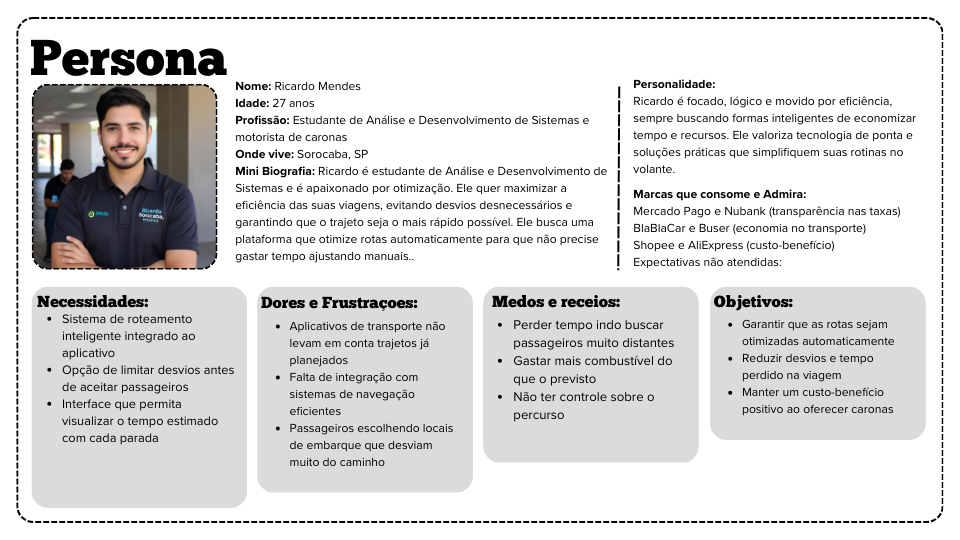 Persona
Nome: Ricardo Mendes
Idade: 27 anos
Profissão: Estudante de Análise e Desenvolvimento de Sistemas e
motorista de caronas
Onde vive: Sorocaba, SP
Mini Biografia: Ricardo é estudante de Análise e Desenvolvimento de
Sistemas e é apaixonado por otimização. Ele quer maximizar a
eficiência das suas viagens, evitando desvios desnecessários e
garantindo que o trajeto seja o mais rápido possível. Ele busca uma
plataforma que otimize rotas automaticamente para que não precise
gastar tempo ajustando manuais..
Personalidade:
Ricardo é focado, lógico e movido por eficiência,
sempre buscando formas inteligentes de economizar
tempo e recursos. Ele valoriza tecnologia de ponta e
soluções práticas que simplifiquem suas rotinas no
volante.
Marcas que consome e Admira:
Mercado Pago e Nubank (transparência nas taxas)
BlaBlaCar e Buser (economia no transporte)
Shopee e AliExpress (custo-benefício)
Expectativas não atendidas:
Ricardo
Sorocaba,
Necessidades:
• Sistema de roteamento
inteligente integrado ao
aplicativo
• Opção de limitar desvios antes
de aceitar passageiros
• Interface que permita
visualizar o tempo estimado
com cada parada
Dores e Frustraçoes:
• Aplicativos de transporte não
levam em conta trajetos já
planejados
• Falta de integração com
sistemas de navegação
eficientes
• Passageiros escolhendo locais
de embarque que desviam
muito do caminho
Medos e receios:
• Perder tempo indo buscar
passageiros muito distantes
• Gastar mais combustível do
que o previsto
• Não ter controle sobre o
percurso
Objetivos:
• Garantir que as rotas sejam
otimizadas automaticamente
• Reduzir desvios e tempo
perdido na viagem
• Manter um custo-benefício
positivo ao oferecer caronas